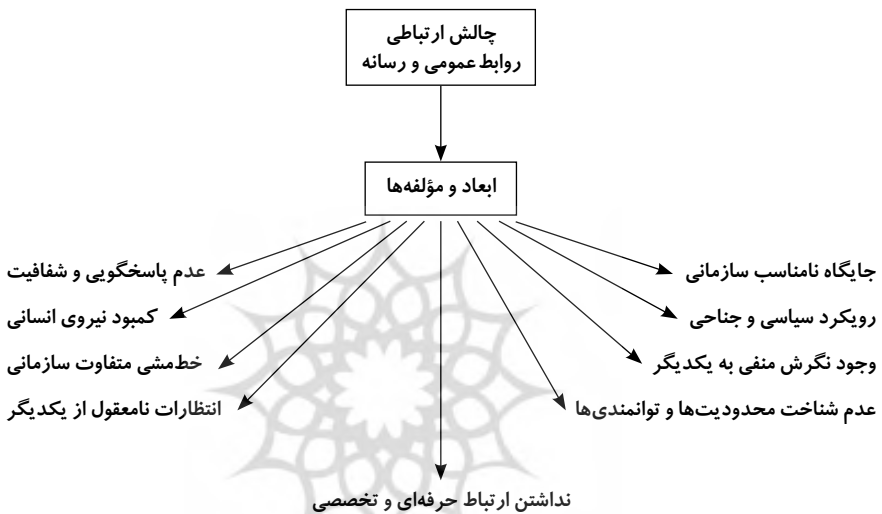 چالش ارتباطی
روابط عمومی و رسانه
ابعاد و مؤلفه‌ها
جایگاه نامناسب سازمانی
رویکرد سیاسی و جناحی
وجود نگرش منفی به یکدیگر
عدم شناخت محدودیت‌ها و توانمندی‌ها
عدم پاسخگویی و شفافیت
کمبود نیروی انسانی
خط‌مشی متفاوت سازمانی
انتظارات نامعقول از یکدیگر
نداشتن ارتباط حرفه‌ای و تخصصی